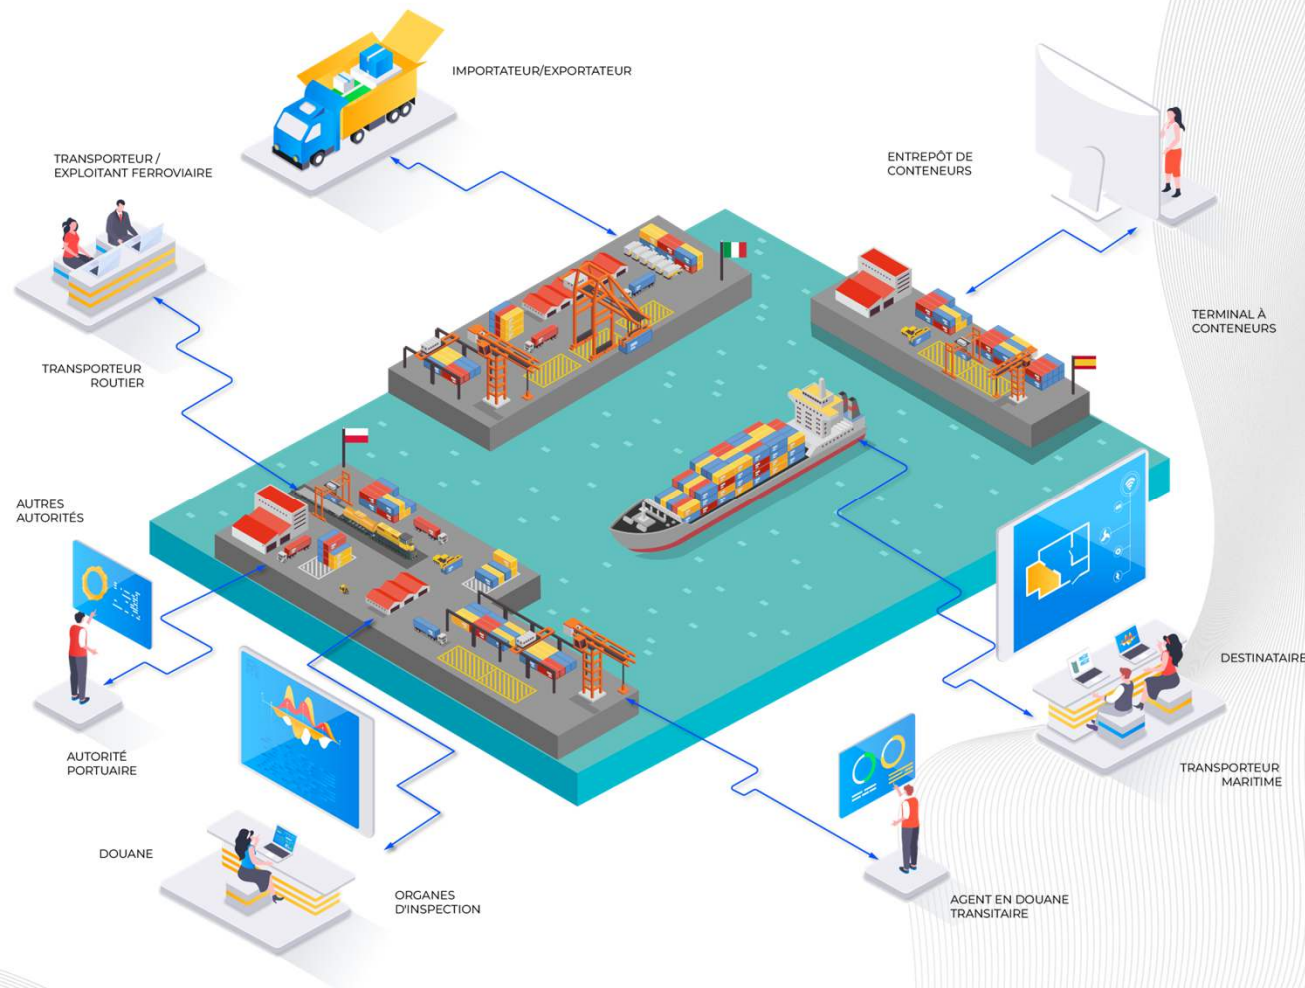 IMPORTATEUR/EXPORTATEUR
TRANSPORTEUR /
EXPLOITANT FERROVIAIRE
ENTREPÔT DE
CONTENEURS
TERMINAL À
CONTENEURS
TRANSPORTEUR
ROUTIER
AUTRES
AUTORITÉS
DESTINATAIRE
AUTORITÉ
PORTUAIRE
TRANSPORTEUR
MARITIME
DOUANE
ORGANES
D'INSPECTION
AGENT EN DOUANE
TRANSITAIRE